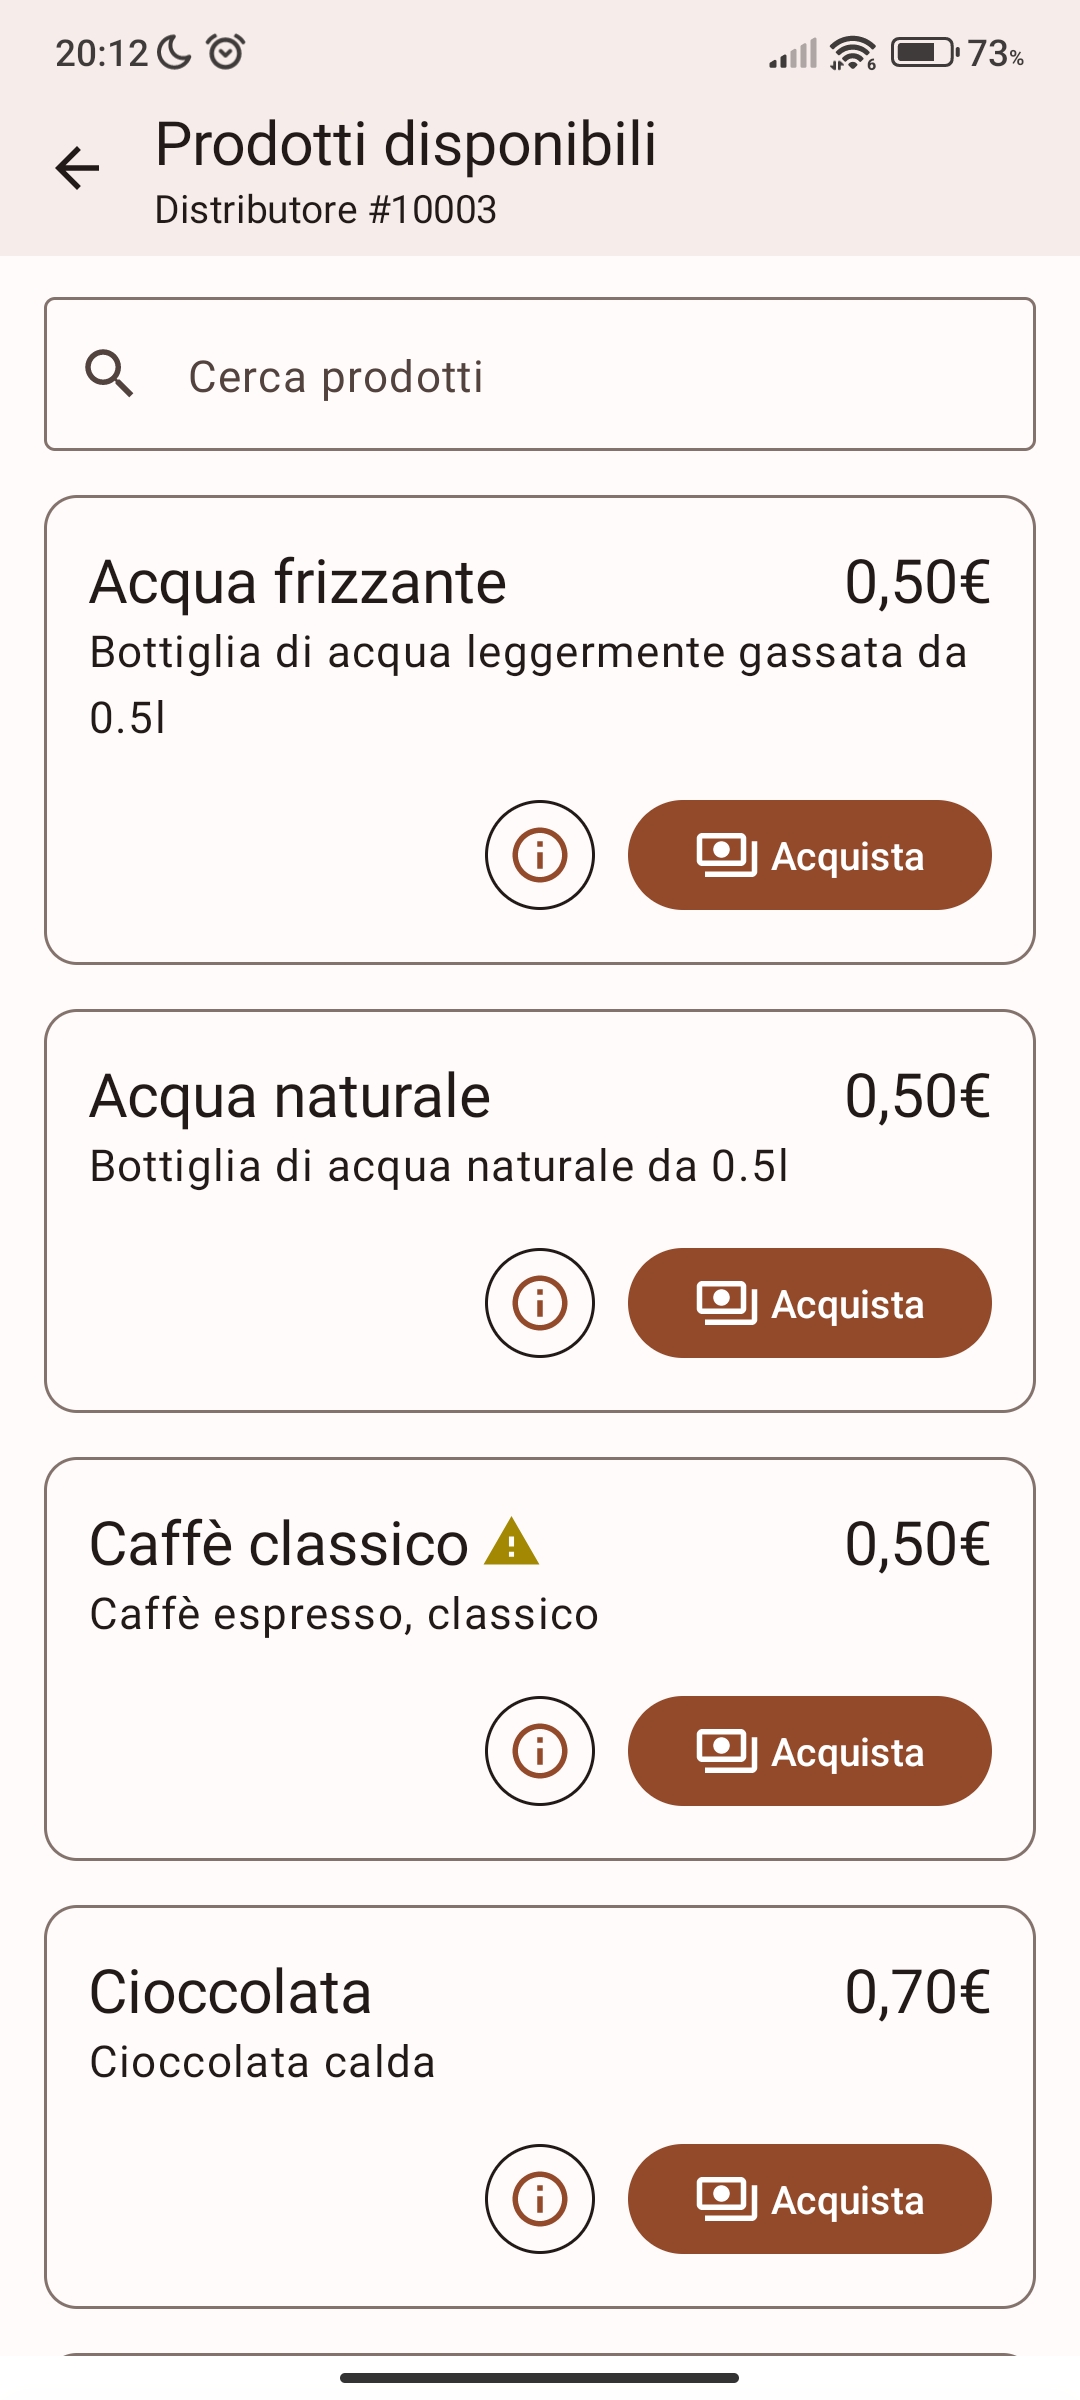 20:12
6
73%
Prodotti disponibili
Distributore #10003
Cerca prodotti
Acqua frizzante 0,50€
Bottiglia di acqua leggermente gassata da
0.5l
Acquista
Acqua naturale 0,50€
Bottiglia di acqua naturale da 0.5l
Acquista
Caffè classico 0,50€
Caffè espresso, classico
Acquista
Cioccolata 0,70€
Cioccolata calda
Acquista